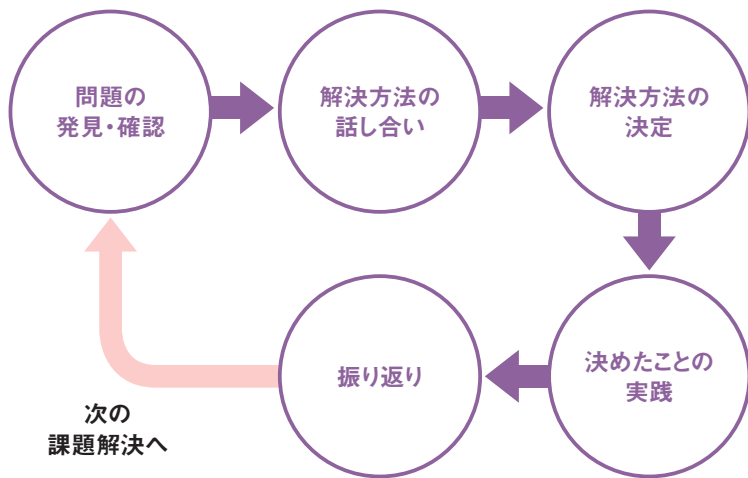 問題の
発見・確認
解決方法の
話し合い
解決方法の
決定
決めたことの
実践
振り返り
次の
課題解決へ